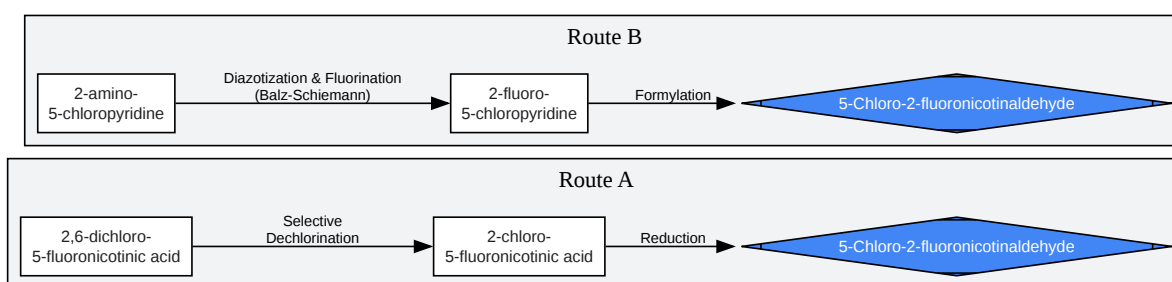 Route B
2-amino-
5-chloropyridine
Diazotization & Fluorination
(Balz-Schiemann)
2-fluoro-
5-chloropyridine
Formylation
5-Chloro-2-fluoronicotinaldehyde
Route A
2,6-dichloro-
5-fluoronicotinic acid
Selective
Dechlorination
2-chloro-
5-fluoronicotinic acid
Reduction
5-Chloro-2-fluoronicotinaldehyde